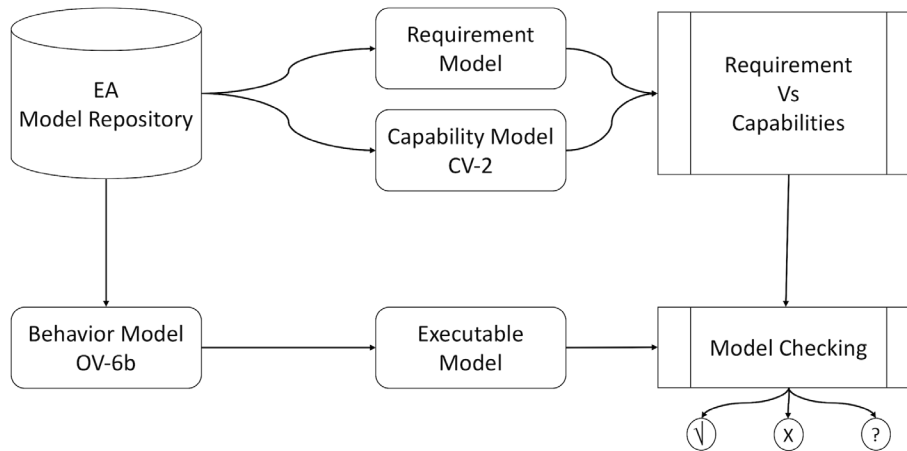 EA
Model Repository
Requirement
Model
Capability Model
CV-2
Requirement
Vs
Capabilities
Behavior Model
OV-6b
Executable
Model
Model Checking
√
X
?